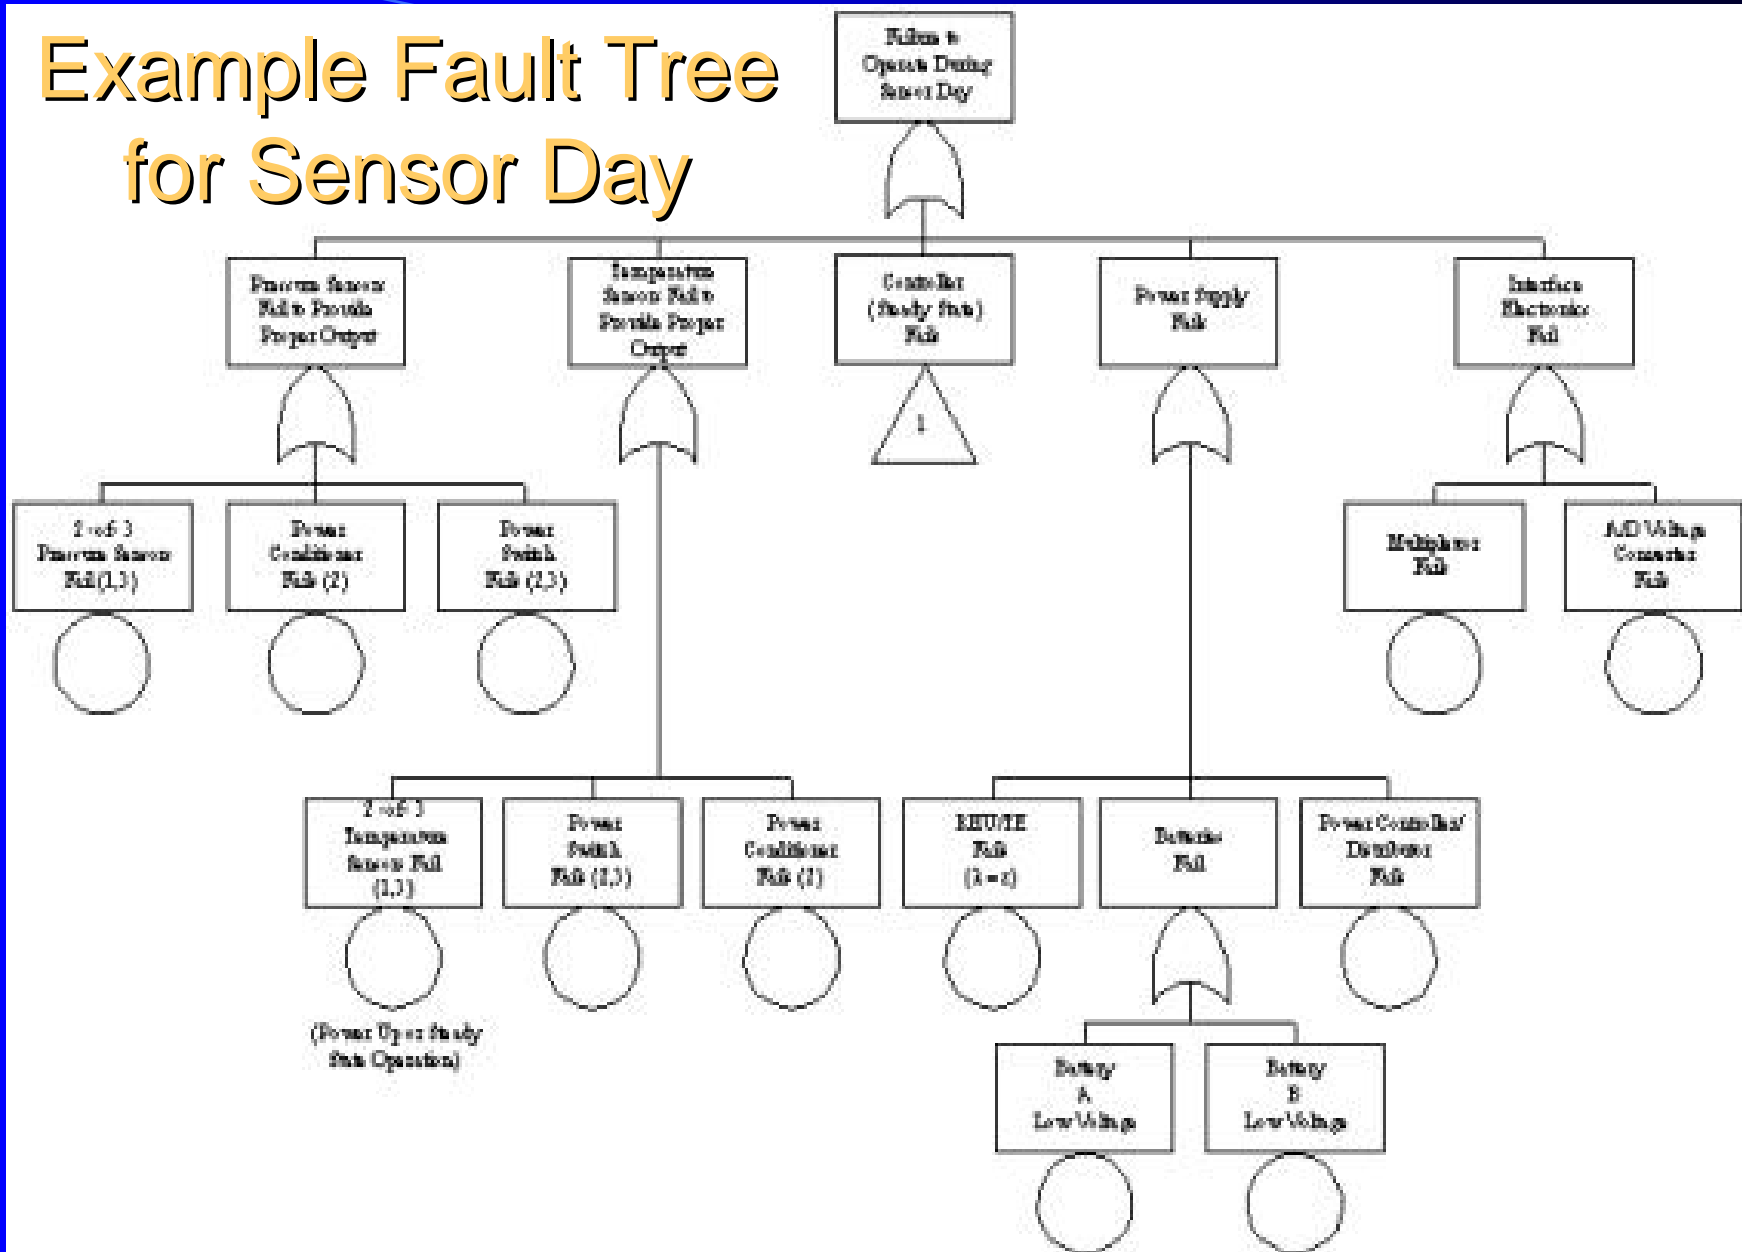 Example Fault Tree
for Sensor Day
Failure to
Operate During
Sensor Day
Pressure Sensors
Fail to Provide
Proper Output
Temperature
Sensors Fail to
Provide Proper
Output
Controller
(Steady State)
Fails
Power Supply
Fails
Interface
Electronics
Fail
1
2-of-3
Pressure Sensors
Fail (1,3)
Power
Conditioner
Fails (2)
Power
Switch
Fails (2,3)
Multiplexer
Fails
A/D Voltage
Converter
Fails
2-of-3
Temperature
Sensors Fail
(1,3)
Power
Switch
Fails (2,3)
Power
Conditioner
Fails (2)
RHU/TE
Fails
Batteries
Fail
Power Controller/
Distributor
Fails
(Power Up or Steady
State Operation)
Battery
A
Low Voltage
Battery
B
Low Voltage